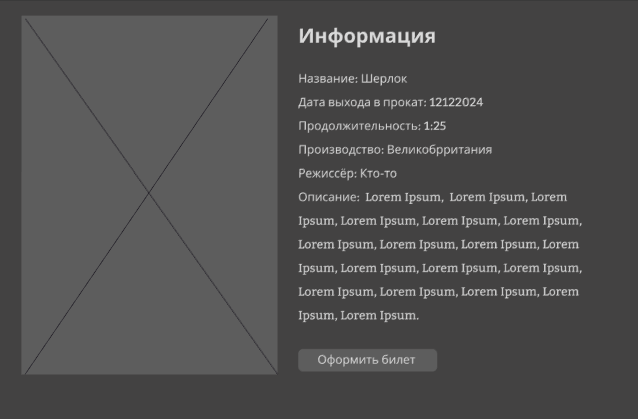 Информация
Название: Шерлок
Дата выхода в прокат: 12122024
Продолжительность: 1:25
Производство: Великобрритания
Режиссёр: Кто-то
Описание: Lorem Ipsum, Lorem Ipsum, Lorem
Ipsum, Lorem Ipsum, Lorem Ipsum, Lorem Ipsum,
Lorem Ipsum, Lorem Ipsum, Lorem Ipsum, Lorem
Ipsum, Lorem Ipsum, Lorem Ipsum, Lorem Ipsum,
Lorem Ipsum, Lorem Ipsum, Lorem Ipsum, Lorem
Ipsum, Lorem Ipsum.
Оформить билет